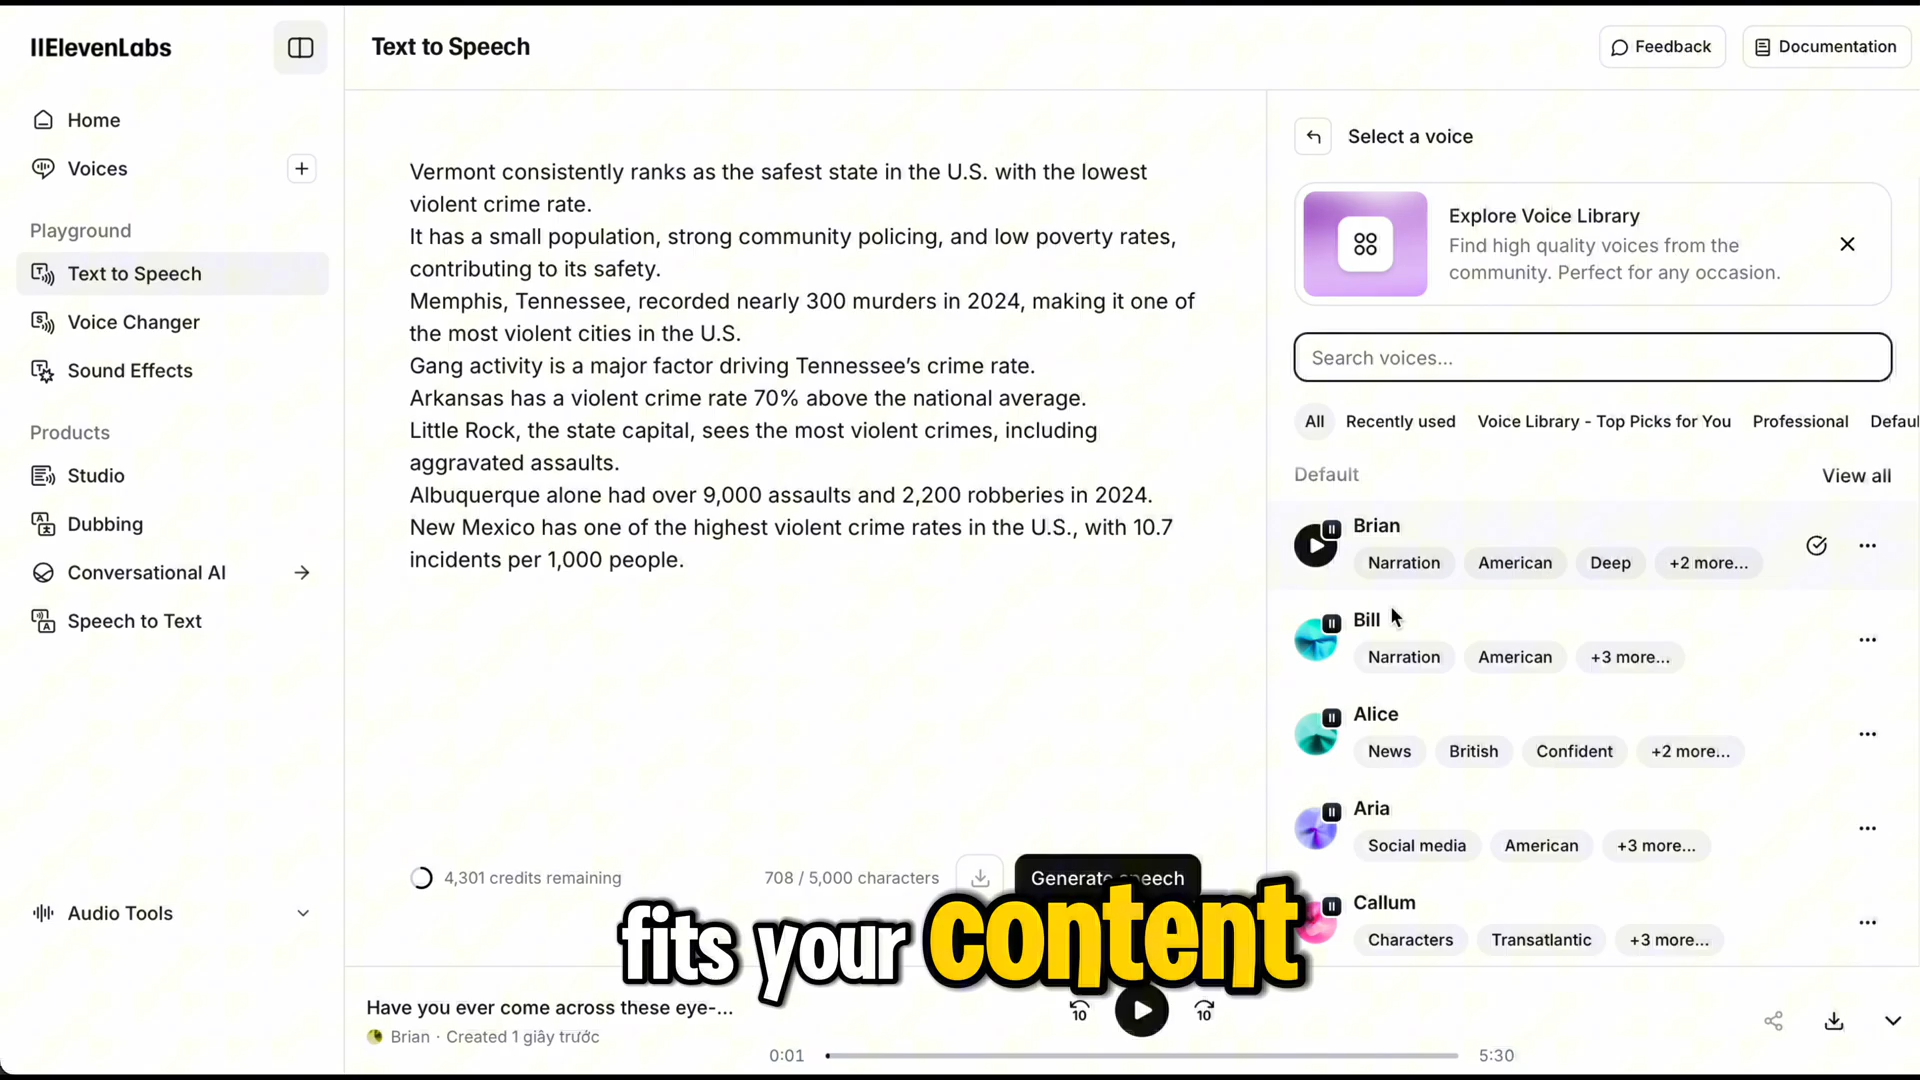 IIElevenLabs
Home
Voices
Playground
Text to Speech
Voice Changer
Sound Effects
Products
Studio
Dubbing
Conversational AI
Speech to Text
Audio Tools
Text to Speech
Feedback
Documentation
Vermont consistently ranks as the safest state in the U.S. with the lowest
violent crime rate.
It has a small population, strong community policing, and low poverty rates,
contributing to its safety.
Memphis, Tennessee, recorded nearly 300 murders in 2024, making it one of
the most violent cities in the U.S.
Gang activity is a major factor driving Tennessee’s crime rate.
Arkansas has a violent crime rate 70% above the national average.
Little Rock, the state capital, sees the most violent crimes, including
aggravated assaults.
Albuquerque alone had over 9,000 assaults and 2,200 robberies in 2024.
New Mexico has one of the highest violent crime rates in the U.S., with 10.7
incidents per 1,000 people.
4,301 credits remaining
708 / 5,000 characters
Generate speech
Select a voice
Explore Voice Library
Find high quality voices from the
community. Perfect for any occasion.
Search voices...
All Recently used Voice Library - Top Picks for You Professional Defaul
Default
View all
Brian
Narration American Deep +2 more...
Bill
Narration American +3 more...
Alice
News British Confident +2 more...
Aria
Social media American +3 more...
Callum
Characters Transatlantic +3 more...
fits your content
Have you ever come across these eye-...
Brian · Created 1 giây trước
10
10
0:01
5:30